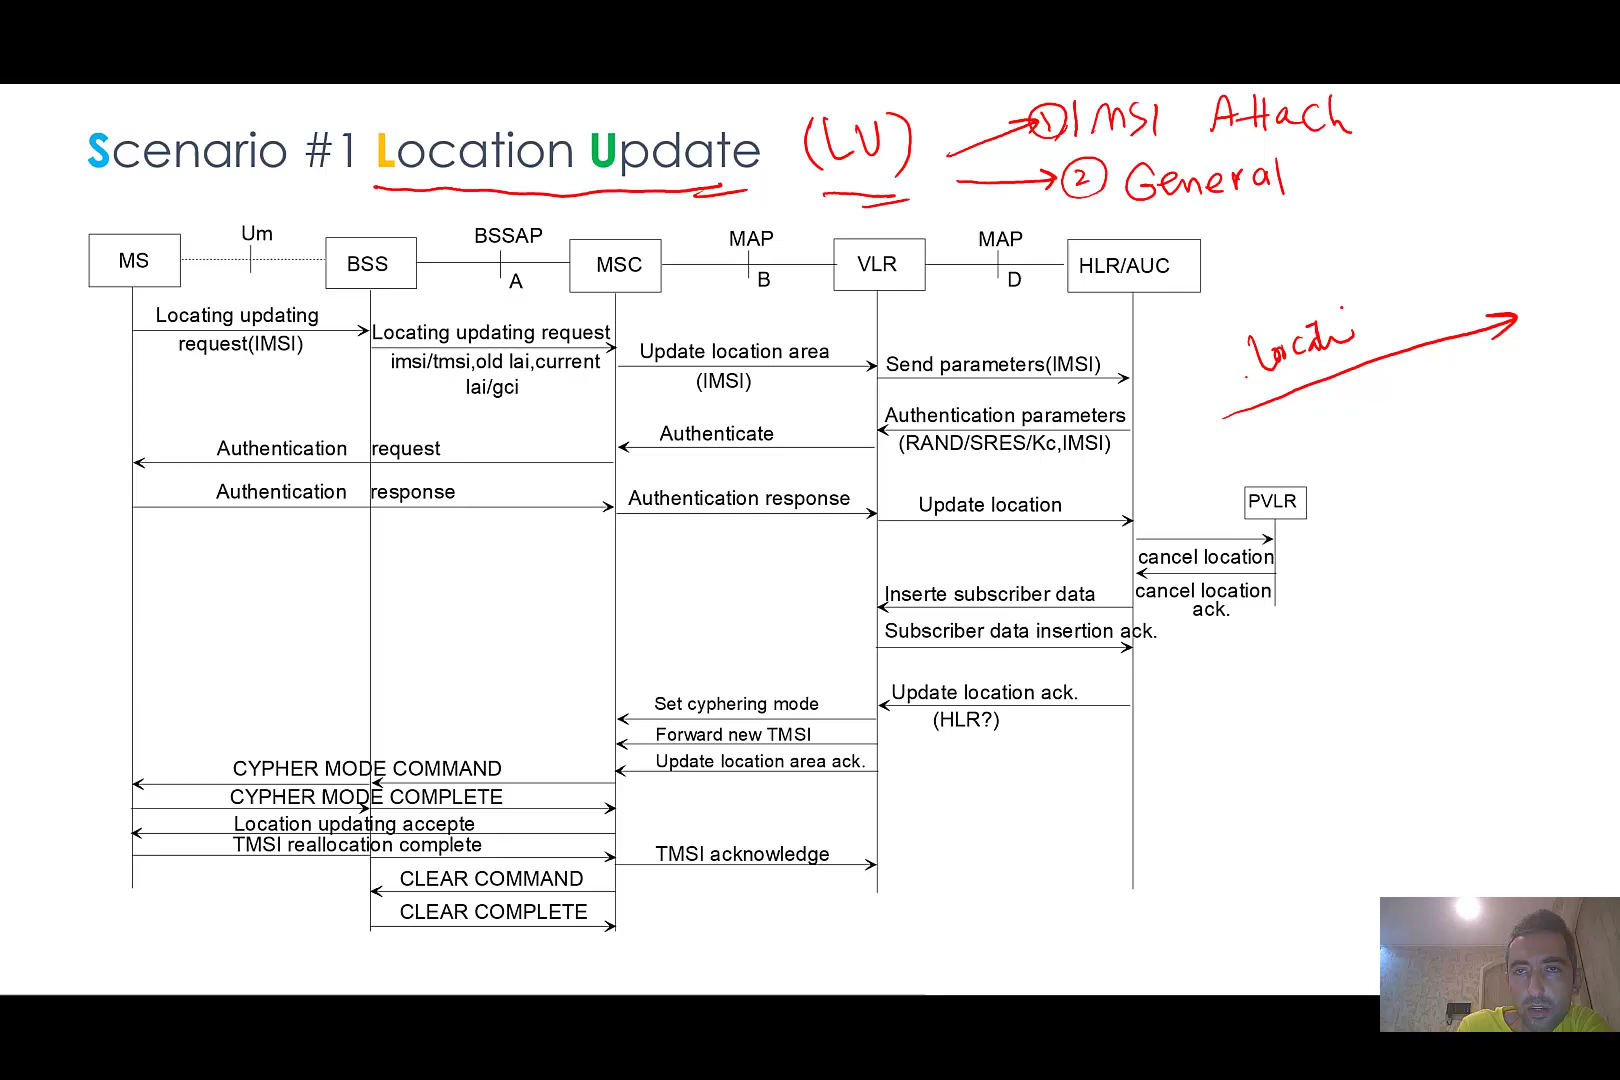 Scenario #1 Location Update (LU)
① IMSI Attach
② General
Um
BSSAP
MAP
MAP
MS
BSS
MSC
VLR
HLR/AUC
A
B
D
Locating updating
request(IMSI)
Locating updating request
imsi/tmsi,old lai,current
lai/gci
Update location area
(IMSI)
Send parameters(IMSI)
Locati
Authentication parameters
(RAND/SRES/Kc,IMSI)
Authenticate
Authentication request
Authentication response
Authentication response
Update location
PVLR
cancel location
cancel location
ack.
Inserte subscriber data
Subscriber data insertion ack.
Update location ack.
(HLR?)
Set cyphering mode
Forward new TMSI
Update location area ack.
CYPHER MODE COMMAND
CYPHER MODE COMPLETE
Location updating accepte
TMSI reallocation complete
TMSI acknowledge
CLEAR COMMAND
CLEAR COMPLETE